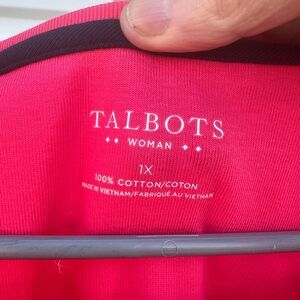 TALBOTS
♦♦ WOMAN ♦♦
1X
100% COTTON/COTON
MADE IN VIETNAM/FABRIQUÉ AU VIETNAM